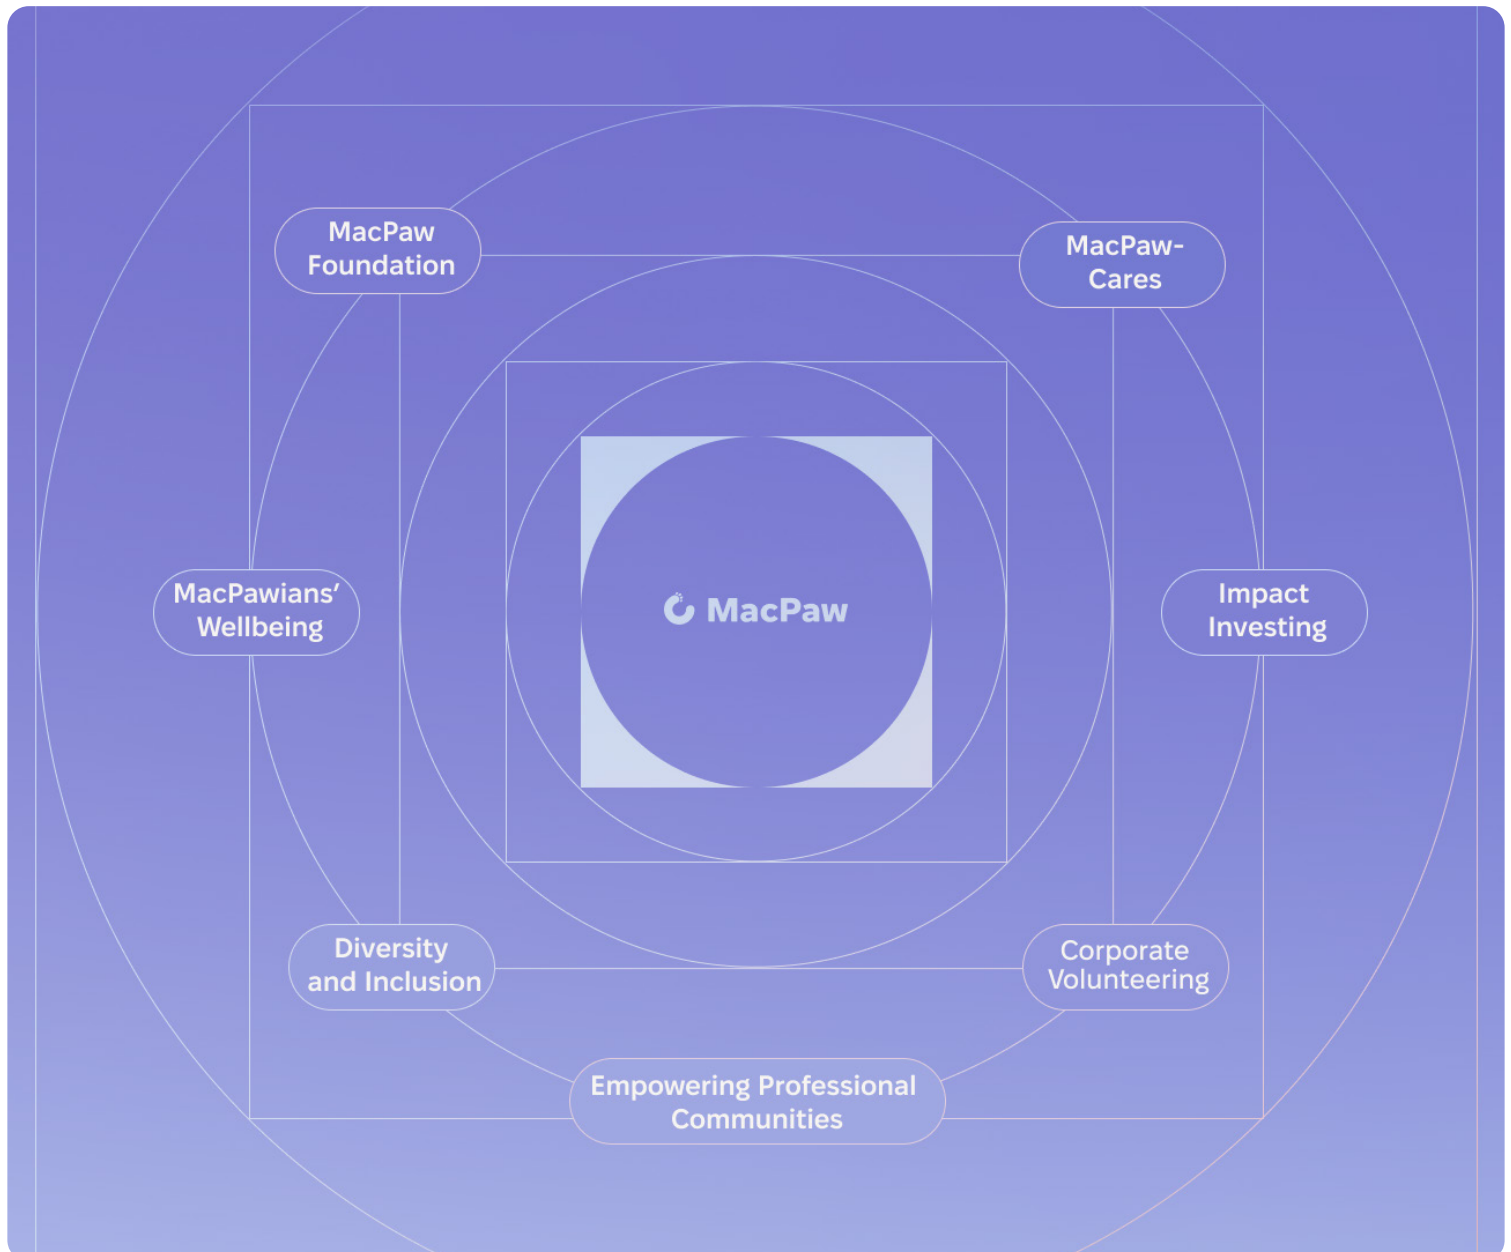 MacPaw
Foundation
MacPaw-
Cares
MacPawians’
Wellbeing
MacPaw
Impact
Investing
Diversity
and Inclusion
Corporate
Volunteering
Empowering Professional
Communities